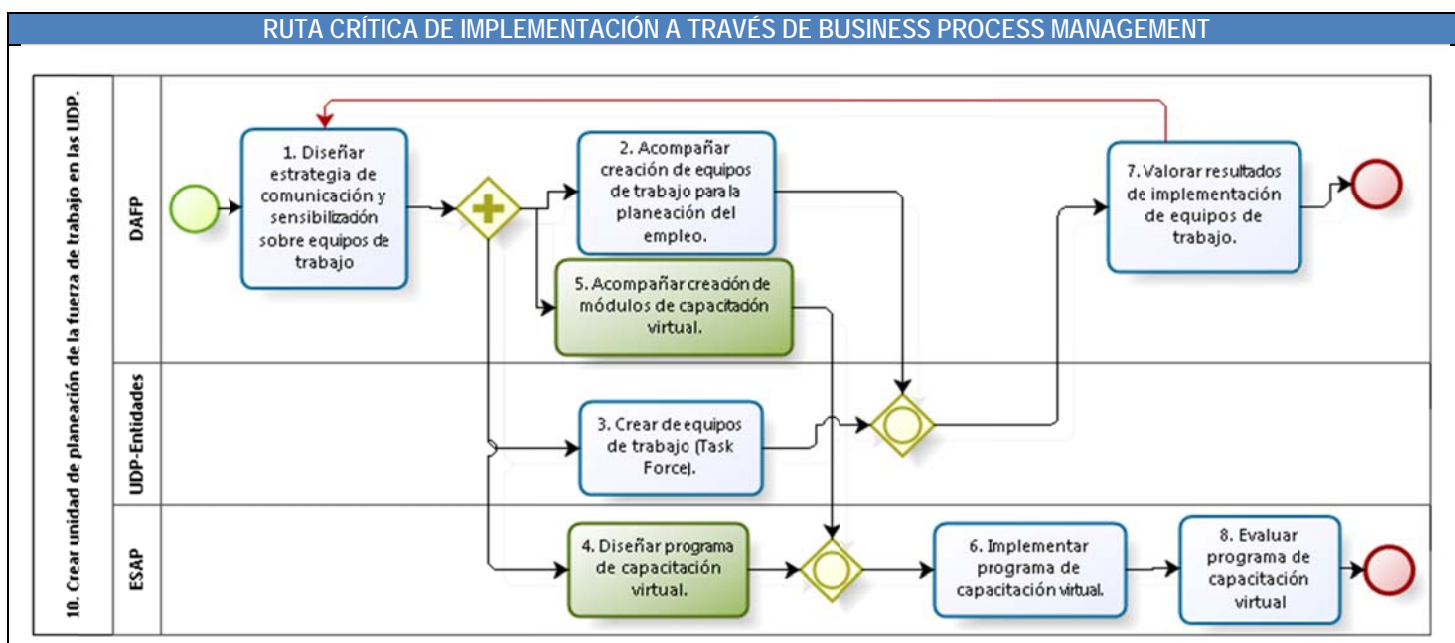 RUTA CRÍTICA DE IMPLEMENTACIÓN A TRAVÉS DE BUSINESS PROCESS MANAGEMENT
10. Crear unidad de planeación de la fuerza de trabajo en las UDP.
DAFP
1. Diseñar
estrategia de
comunicación y
sensibilización
sobre equipos de
trabajo
2. Acompañar
creación de equipos
de trabajo para la
planeación del
empleo.
5. Acompañar creación de
módulos de capacitación
virtual.
7. Valorar resultados
de implementación
de equipos de
trabajo.
UDP-Entidades
3. Crear de equipos
de trabajo (Task
Force).
ESAP
4. Diseñar programa
de capacitación
virtual.
6. Implementar
programa de
capacitación virtual.
8. Evaluar
programa de
capacitación
virtual